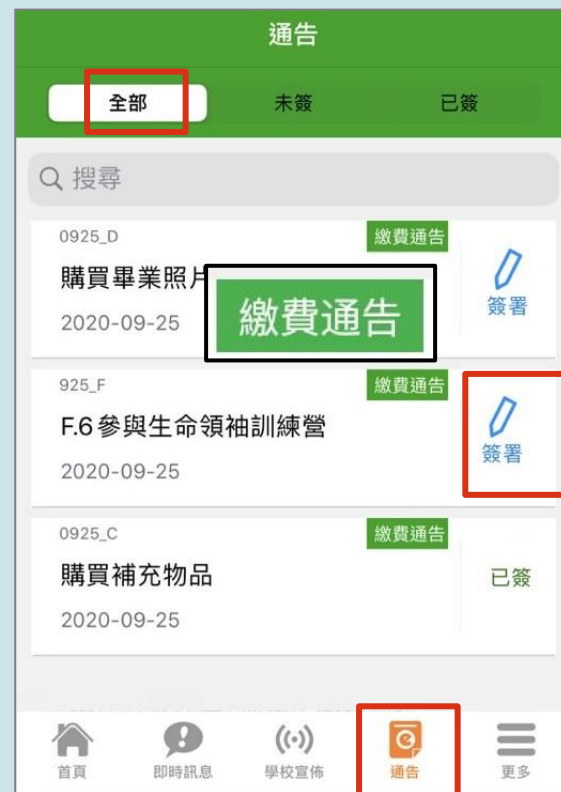 通告
全部 未簽 已簽
搜尋
0925_D 繳費通告
購買畢業照片
簽署
2020-09-25
繳費通告
925_F 繳費通告
F.6參與生命領袖訓練營
簽署
2020-09-25
0925_C 繳費通告
購買補充物品
已簽
2020-09-25
首頁 即時訊息 學校宣佈 通告 更多